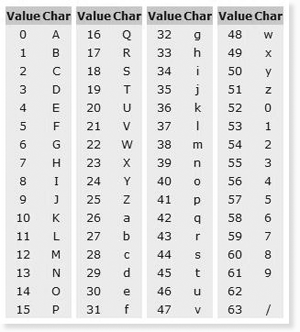 Value Char Value Char Value Char Value Char
0 A 16 Q 32 g 48 w
1 B 17 R 33 h 49 x
2 C 18 S 34 i 50 y
3 D 19 T 35 j 51 z
4 E 20 U 36 k 52 0
5 F 21 V 37 l 53 1
6 G 22 W 38 m 54 2
7 H 23 X 39 n 55 3
8 I 24 Y 40 o 56 4
9 J 25 Z 41 p 57 5
10 K 26 a 42 q 58 6
11 L 27 b 43 r 59 7
12 M 28 c 44 s 60 8
13 N 29 d 45 t 61 9
14 O 30 e 46 u 62
15 P 31 f 47 v 63 /